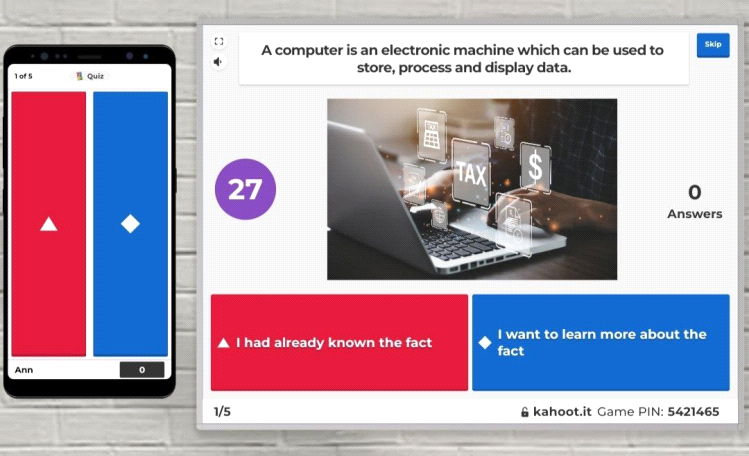 1 of 5
Quiz
Ann
0
A computer is an electronic machine which can be used to
store, process and display data.
Skip
27
TAX
$
0
Answers
I had already known the fact
I want to learn more about the
fact
1/5
kahoot.it Game PIN: 5421465